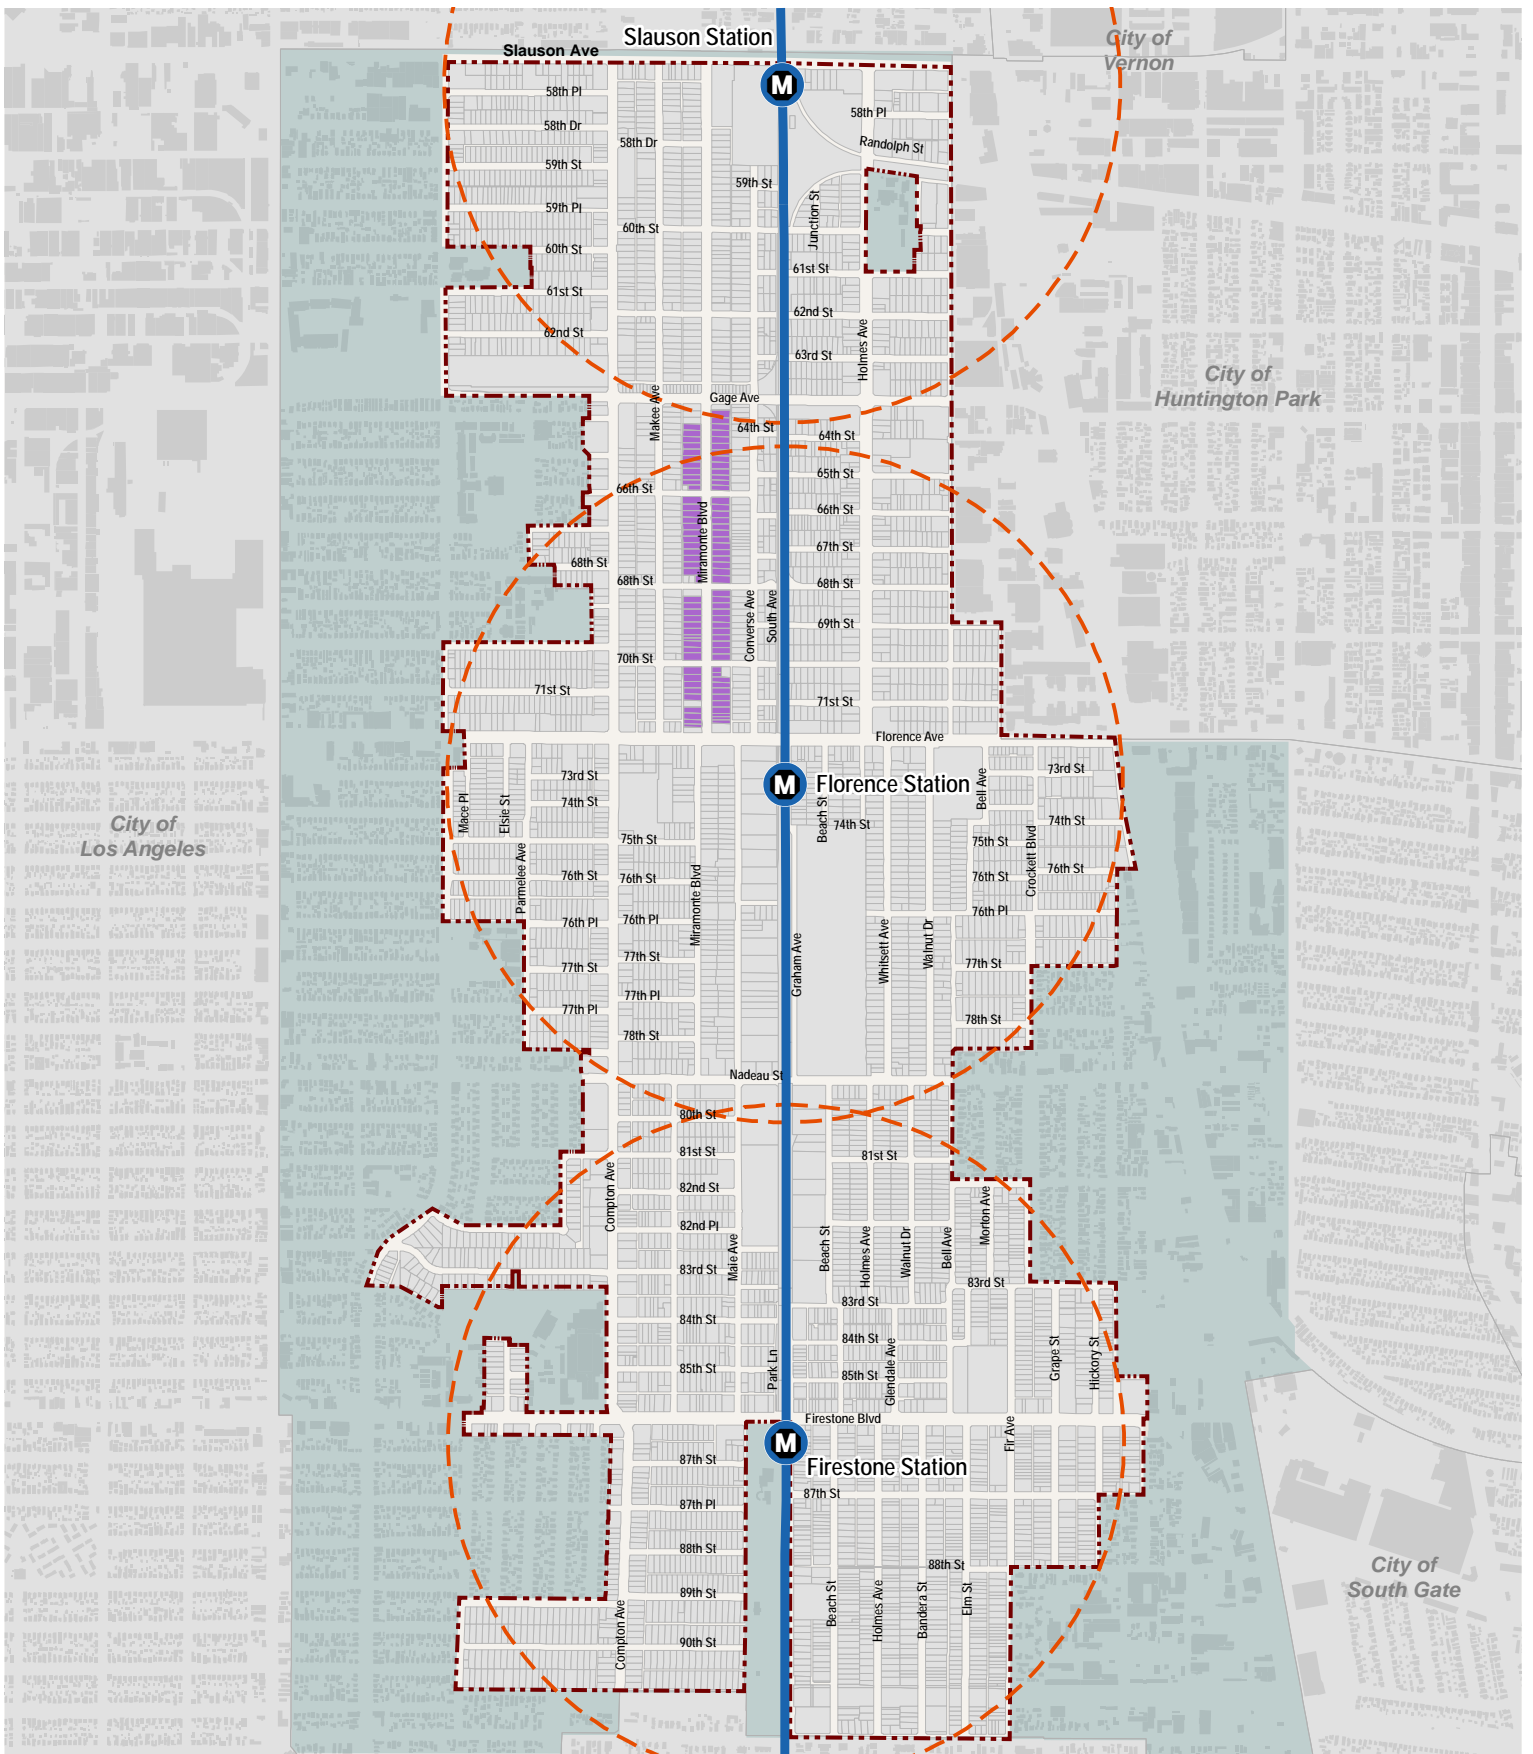 Slauson Station
City of
Vernon
Slauson Ave
M
58th Pl
58th Pl
58th Dr
58th Dr
Randolph St
59th St
59th St
59th Pl
Junction St
60th St
60th St
61st St
61st St
62nd St
62nd St
Holmes Ave
63rd St
City of
Huntington Park
Gage Ave
Makee Ave
64th St
64th St
65th St
66th St
66th St
Miramonte Blvd
67th St
68th St
68th St
68th St
Converse Ave
South Ave
69th St
70th St
71st St
71st St
Florence Ave
M
Florence Station
73rd St
73rd St
Bell Ave
74th St
Mace Pl
Elsie St
Beach St
74th St
74th St
City of
Los Angeles
75th St
75th St
Crockett Blvd
76th St
76th St
76th St
76th St
Parmelee Ave
Miramonte Blvd
76th Pl
76th Pl
76th Pl
Whitsett Ave
Walnut Dr
Graham Ave
77th St
77th St
77th St
77th Pl
77th Pl
78th St
78th St
Nadeau St
80th St
81st St
81st St
Compton Ave
82nd St
Morton Ave
82nd Pl
Maie Ave
Beach St
Holmes Ave
Walnut Dr
Bell Ave
83rd St
83rd St
83rd St
84th St
84th St
Grape St
Hickory St
Park Ln
85th St
85th St
Glendale Ave
Firestone Blvd
Fir Ave
M
87th St
Firestone Station
87th St
87th Pl
88th St
88th St
City of
South Gate
89th St
Beach St
Holmes Ave
Bandera St
Elm St
Compton Ave
90th St